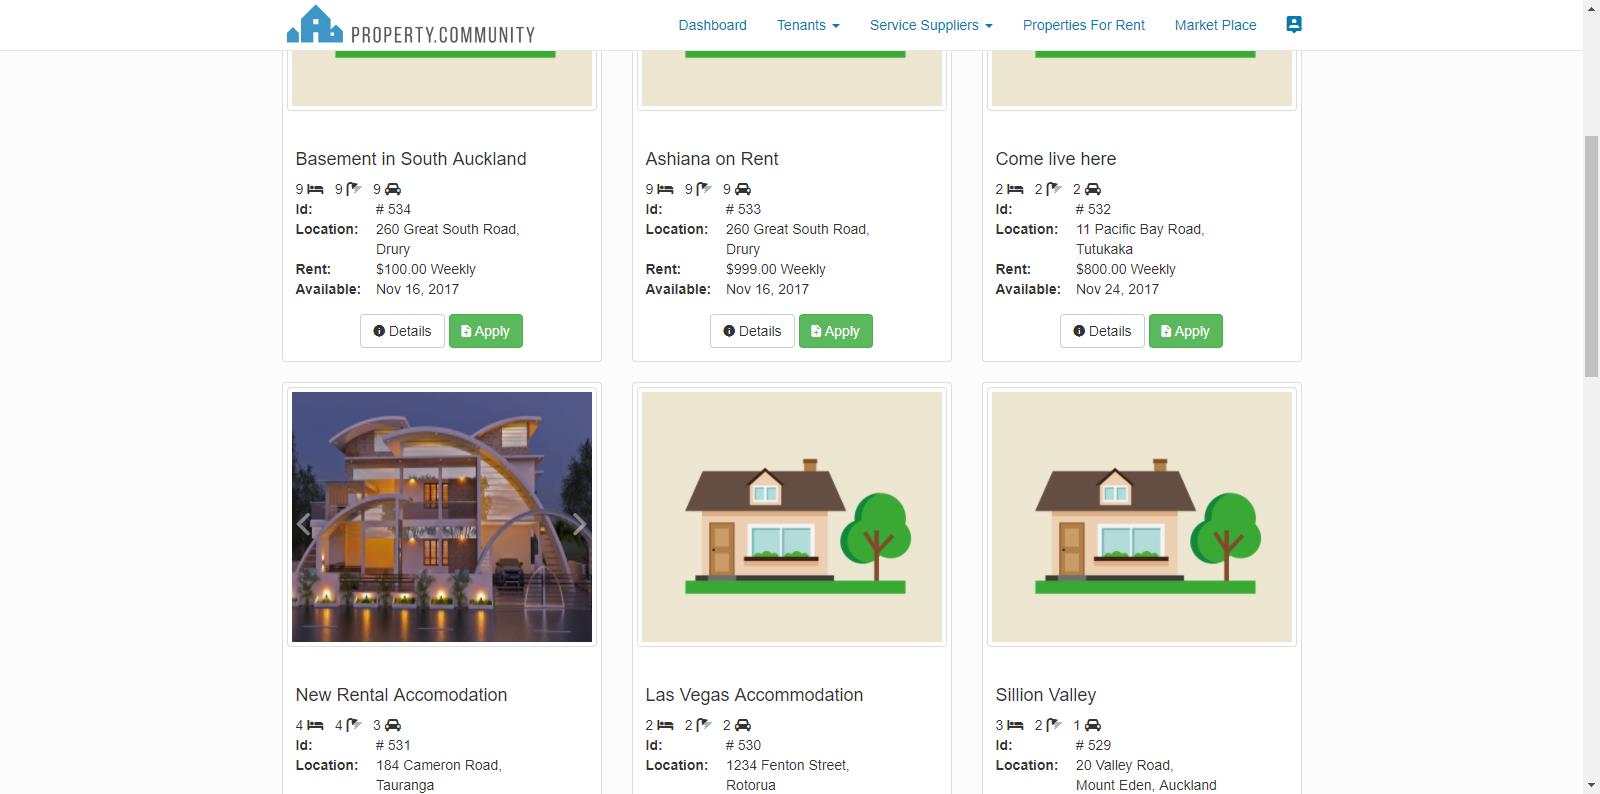 PROPERTY.COMMUNITY
Dashboard Tenants Service Suppliers Properties For Rent Market Place
Basement in South Auckland
9 9 9
Id: # 534
Location: 260 Great South Road,
Drury
Rent: $100.00 Weekly
Available: Nov 16, 2017
Details Apply
Ashiana on Rent
9 9 9
Id: # 533
Location: 260 Great South Road,
Drury
Rent: $999.00 Weekly
Available: Nov 16, 2017
Details Apply
Come live here
2 2 2
Id: # 532
Location: 11 Pacific Bay Road,
Tutukaka
Rent: $800.00 Weekly
Available: Nov 24, 2017
Details Apply
New Rental Accomodation
4 4 3
Id: # 531
Location: 184 Cameron Road,
Tauranga
Las Vegas Accommodation
2 2 2
Id: # 530
Location: 1234 Fenton Street,
Rotorua
Sillion Valley
3 2 1
Id: # 529
Location: 20 Valley Road,
Mount Eden, Auckland